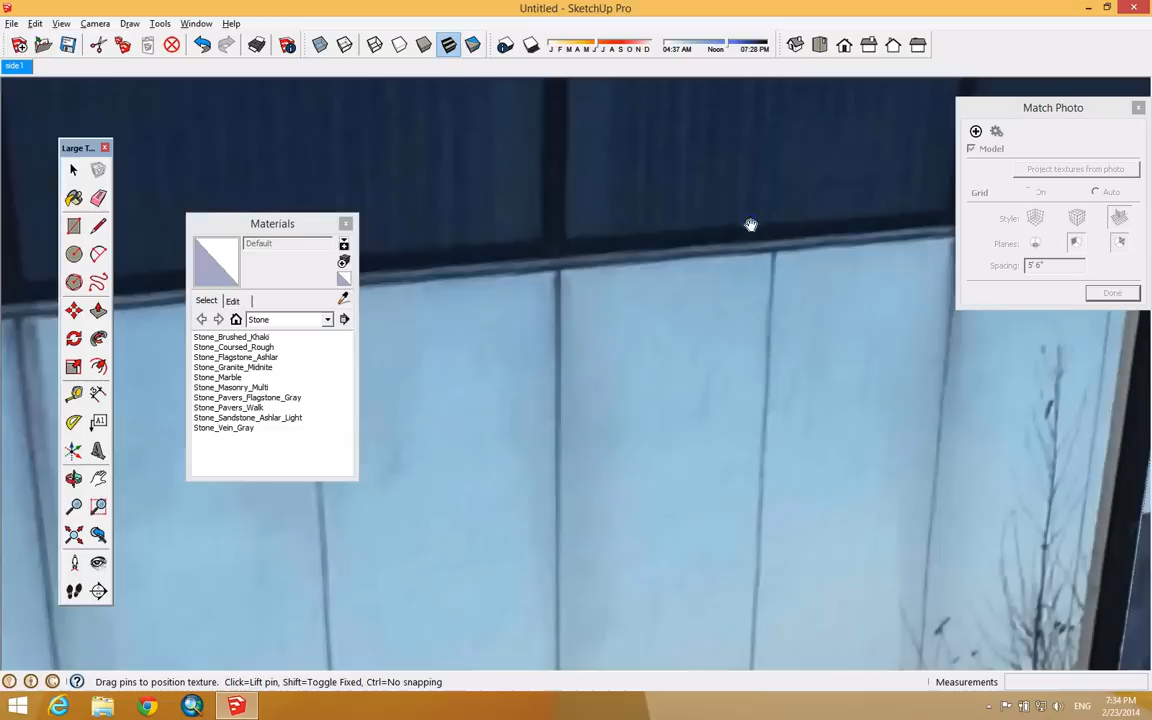 Untitled - SketchUp Pro
File Edit View Camera Draw Tools Window Help
J F M A M J J A S O N D 04:37 AM Noon 07:28 PM
side1
Large T...
Materials
Default
Select Edit
Stone
Stone_Brushed_Khaki
Stone_Coursed_Rough
Stone_Flagstone_Ashlar
Stone_Granite_Midnite
Stone_Marble
Stone_Masonry_Multi
Stone_Pavers_Flagstone_Gray
Stone_Pavers_Walk
Stone_Sandstone_Ashlar_Light
Stone_Vein_Gray
Match Photo
Model
Project textures from photo
Grid On Auto
Style:
Planes:
Spacing: 5' 6"
Done
A1
Drag pins to position texture. Click=Lift pin, Shift=Toggle Fixed, Ctrl=No snapping
Measurements
ENG
7:34 PM
2/23/2014